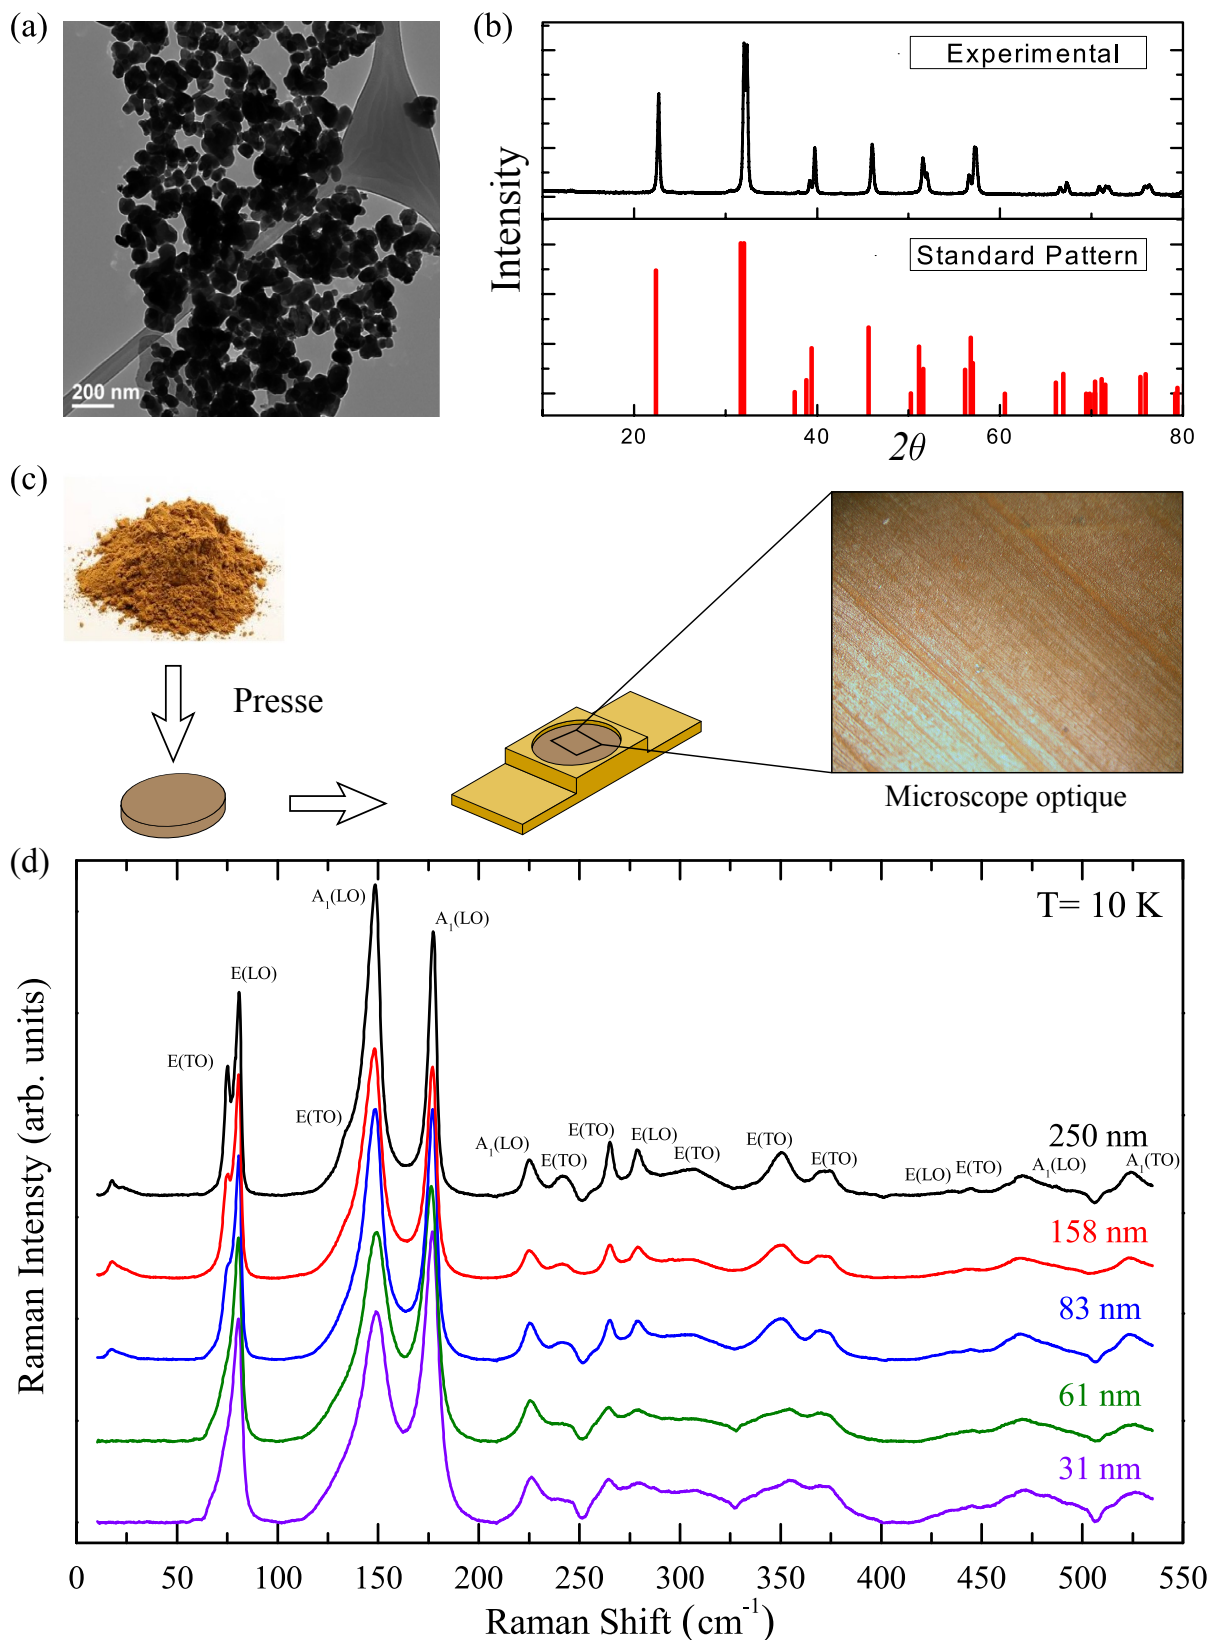 (a)
200 nm
(b)
Experimental
Standard Pattern
Intensity
20 40 60 80
2θ
(c)
Presse
Microscope optique
(d)
T= 10 K
A₁(LO)
A₁(LO)
E(LO)
E(TO)
E(TO)
A₁(LO)
E(TO)
E(TO)
E(LO)
E(TO)
E(TO)
E(TO)
E(LO)
E(TO)
A₁(LO)
A₁(TO)
250 nm
158 nm
83 nm
61 nm
31 nm
Raman Intensty (arb. units)
0 50 100 150 200 250 300 350 400 450 500 550
Raman Shift (cm⁻¹)